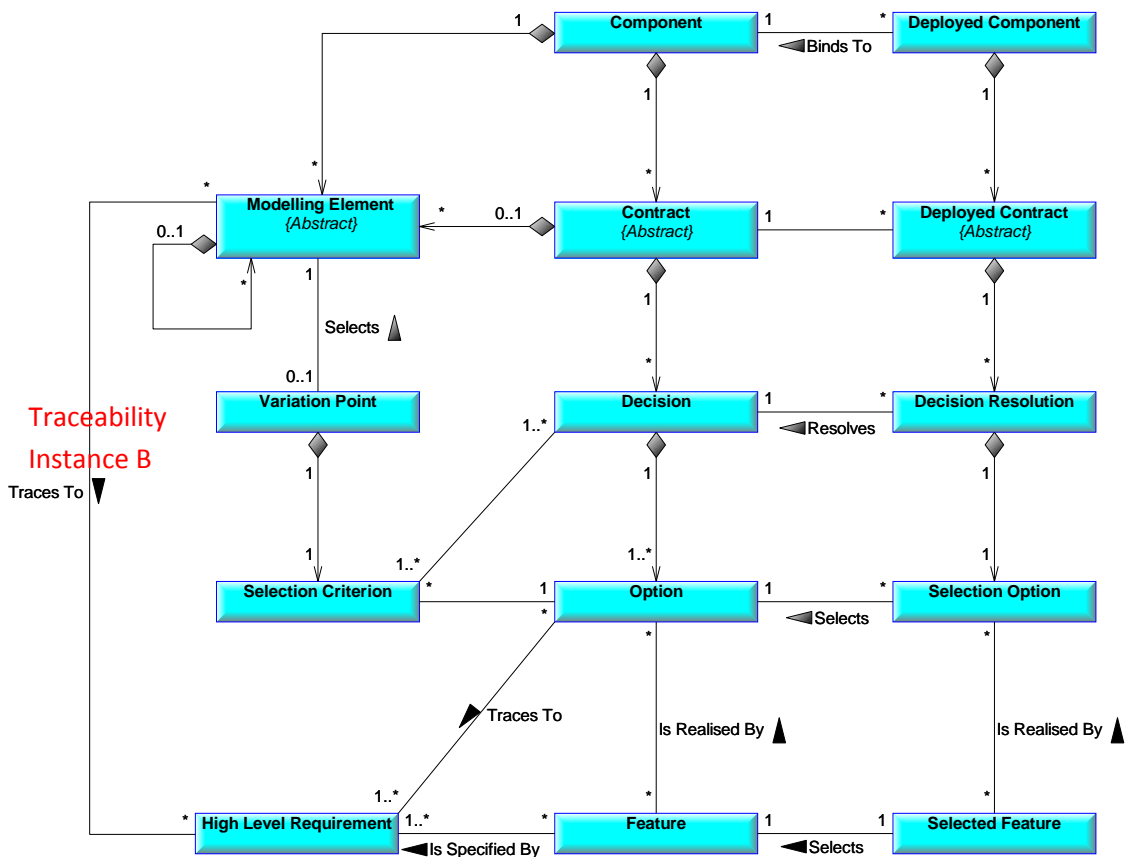 1
Component
1
*
Deployed Component
Binds To
1
1
*
*
*
*
Modelling Element
{Abstract}
*
0..1
Contract
{Abstract}
1
*
Deployed Contract
{Abstract}
0..1
*
1
1
1
Selects
0..1
*
*
Variation Point
Decision
1
*
Decision Resolution
1..*
Resolves
Traceability
Instance B
Traces To
1
1
1
1
1..*
1..*
1
Selection Criterion
*
1
Option
1
*
Selection Option
Selects
*
*
*
Traces To
Is Realised By
Is Realised By
1..*
*
*
*
High Level Requirement
1..*
*
Feature
1
1
Selected Feature
Is Specified By
Selects